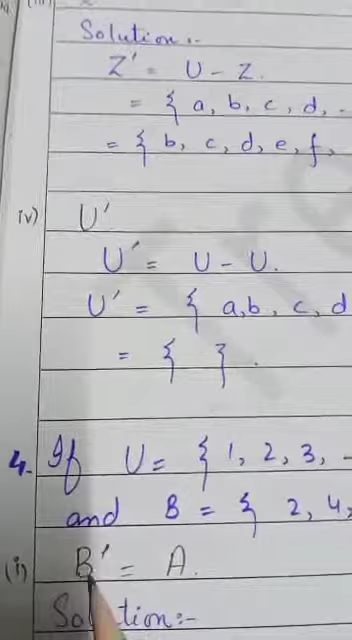 Solution :-
Z' = U - Z.
= { a, b, c, d,
= { b, c, d, e, f,
iv) U'
U' = U - U.
U' = { a,b, c, d
= { } .
4. If U = { 1, 2, 3,
and B = { 2, 4,
(i) B' = A.
Solution:-